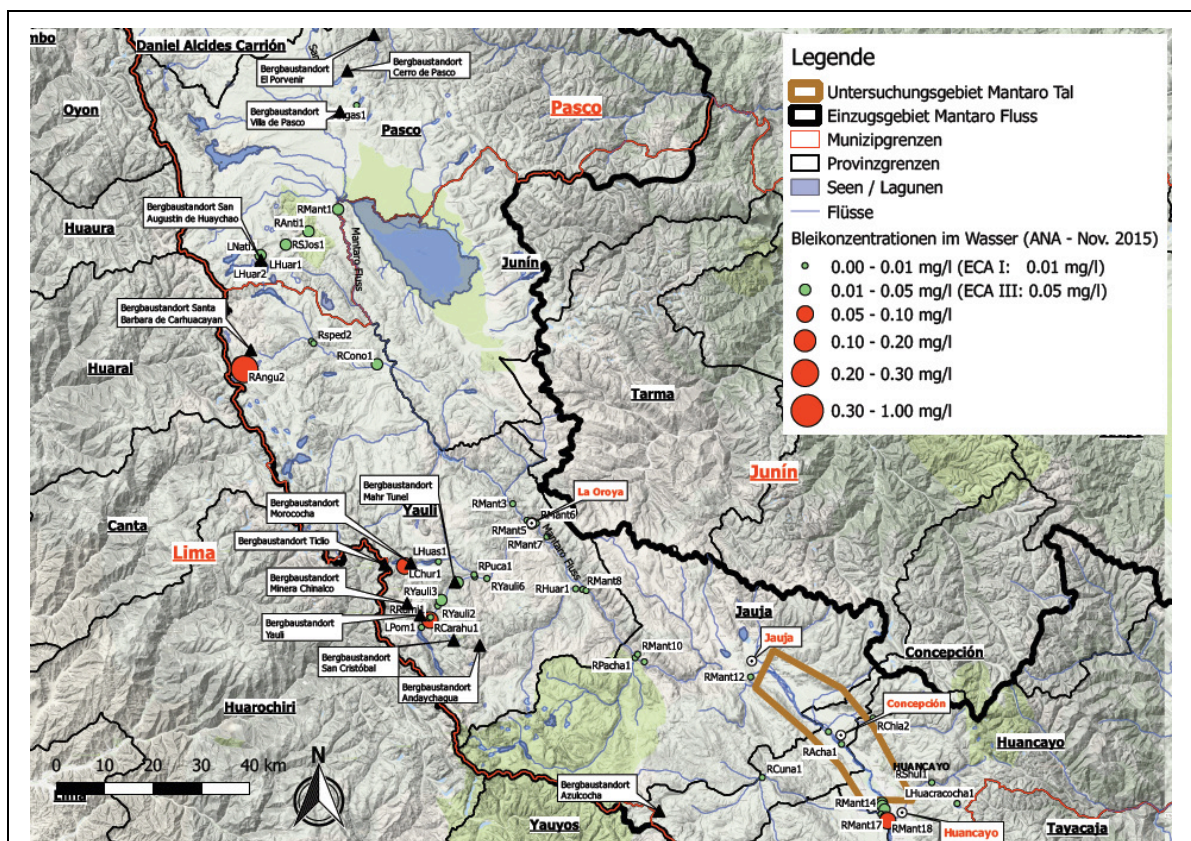 mbo
Daniel Alcides Carrión
San
Bergbaustandort
El Porvenir
Bergbaustandort
Cerro de Pasco
Oyon
Bergbaustandort
Villa de Pasco
gas1
Pasco
Pasco
Legende
Untersuchungsgebiet Mantaro Tal
Einzugsgebiet Mantaro Fluss
Munizipgrenzen
Provinzgrenzen
Seen / Lagunen
Flüsse
Bleikonzentrationen im Wasser (ANA - Nov. 2015)
0.00 - 0.01 mg/l (ECA I: 0.01 mg/l)
0.01 - 0.05 mg/l (ECA III: 0.05 mg/l)
0.05 - 0.10 mg/l
0.10 - 0.20 mg/l
0.20 - 0.30 mg/l
0.30 - 1.00 mg/l
Bergbaustandort San
Augustin de Huaychao
Huaura
RMant1
RAnti1
RSJos1
LNati1
LHuar1
LHuar2
Mantaro Fluss
Junín
Bergbaustandort Santa
Barbara de Carhuacayan
Rsped2
RCono1
RAngu2
Huaral
Tarma
Junín
Bergbaustandort
Mahr Tunel
Bergbaustandort
Morococha
Yauli
La Oroya
RMant3
RMant6
RMant5
RMant7
Mantaro Fluss
Canta
Lima
Bergbaustandort Ticlio
LHuas1
LChur1
RPuca1
RYauli6
RHuar1
RMant8
Bergbaustandort
Minera Chinalco
RYauli3
RYauli2
Bergbaustandort
Yauli
LPom1
RCarahu1
Bergbaustandort
San Cristóbal
Bergbaustandort
Andaychagua
Jauja
Jauja
RMant10
RPacha1
RMant12
Concepción
Concepción
RChia2
RAcha1
Huarochiri
Huancayo
HUANCAYO
RShul1
RCuna1
LHuacracocha1
N
0 10 20 30 40 km
Lima
Bergbaustandort
Azulcocha
Yauyos
RMant14
RMant17
RMant18
Huancayo
Tayacaja